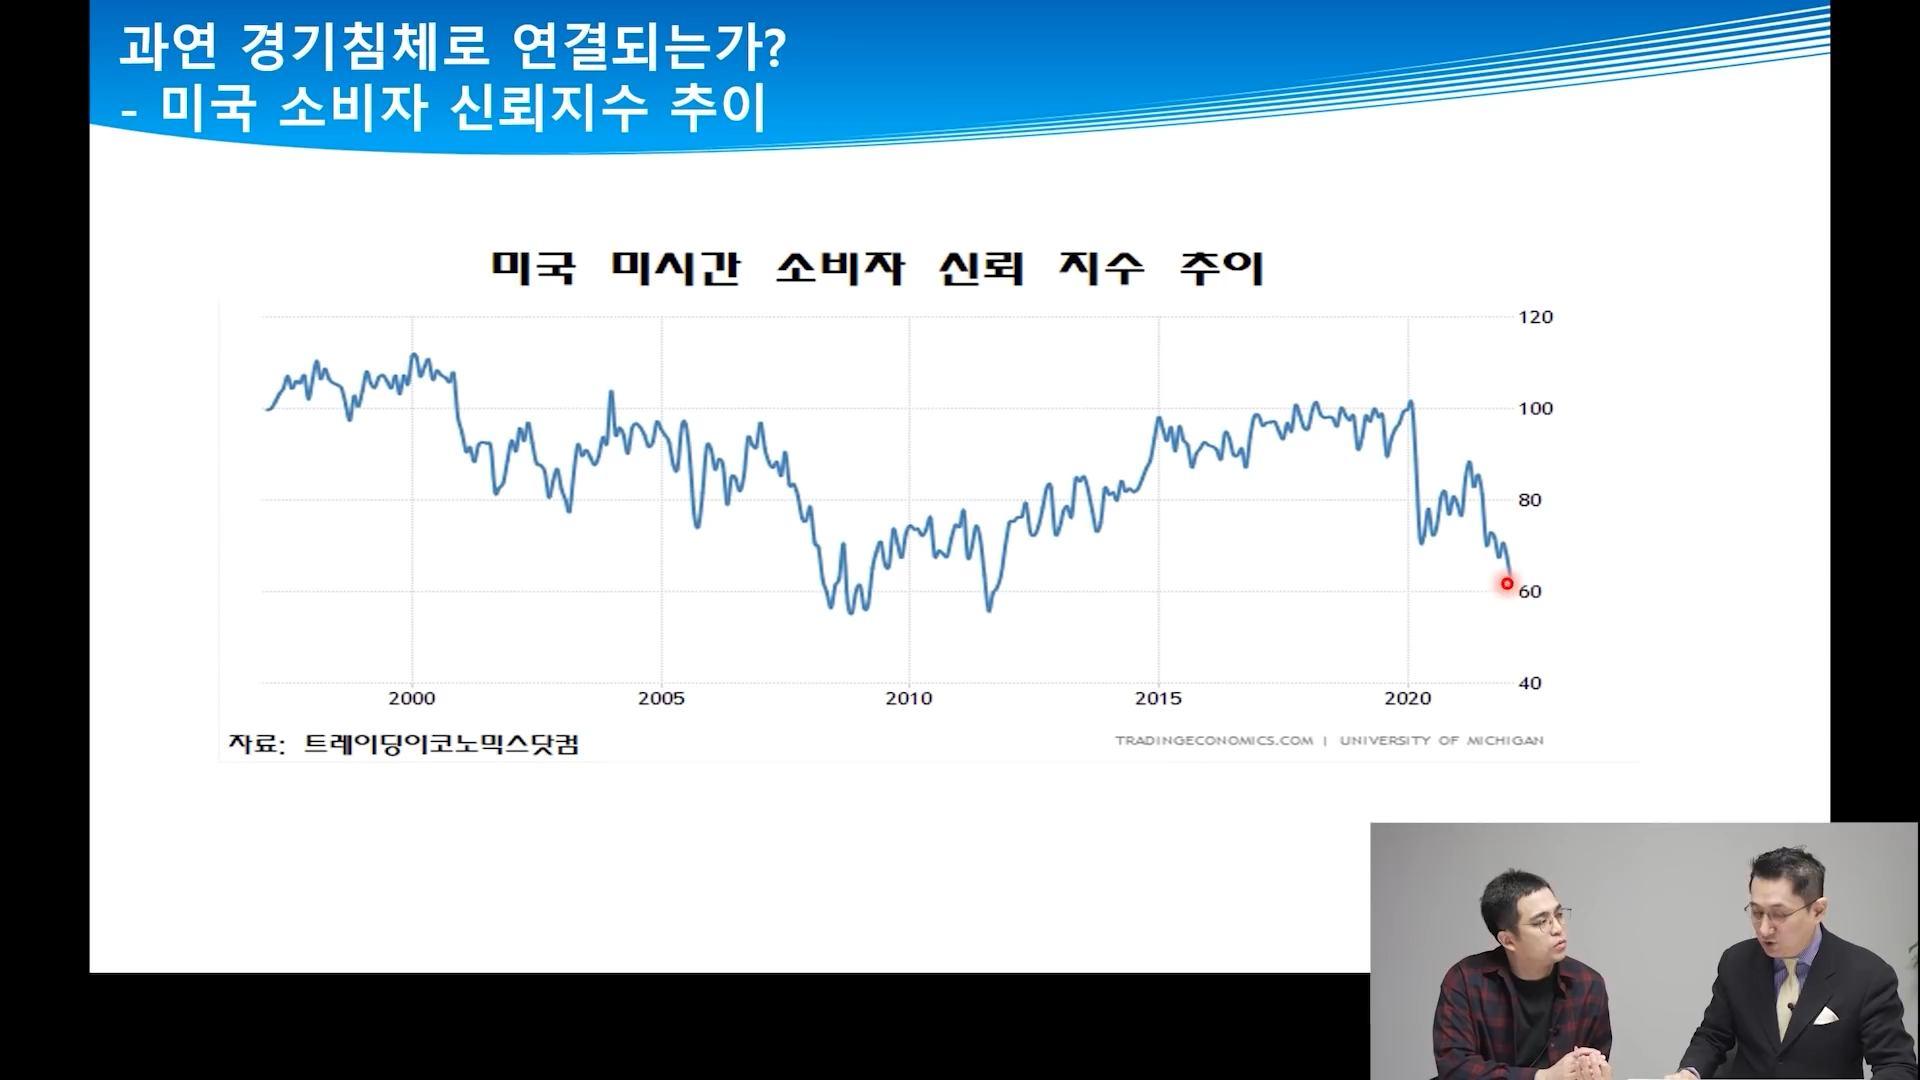 과연 경기침체로 연결되는가?
- 미국 소비자 신뢰지수 추이
미국 미시간 소비자 신뢰 지수 추이
120
100
80
60
40
2000 2005 2010 2015 2020
자료: 트레이딩이코노믹스닷컴
TRADINGECONOMICS.COM | UNIVERSITY OF MICHIGAN